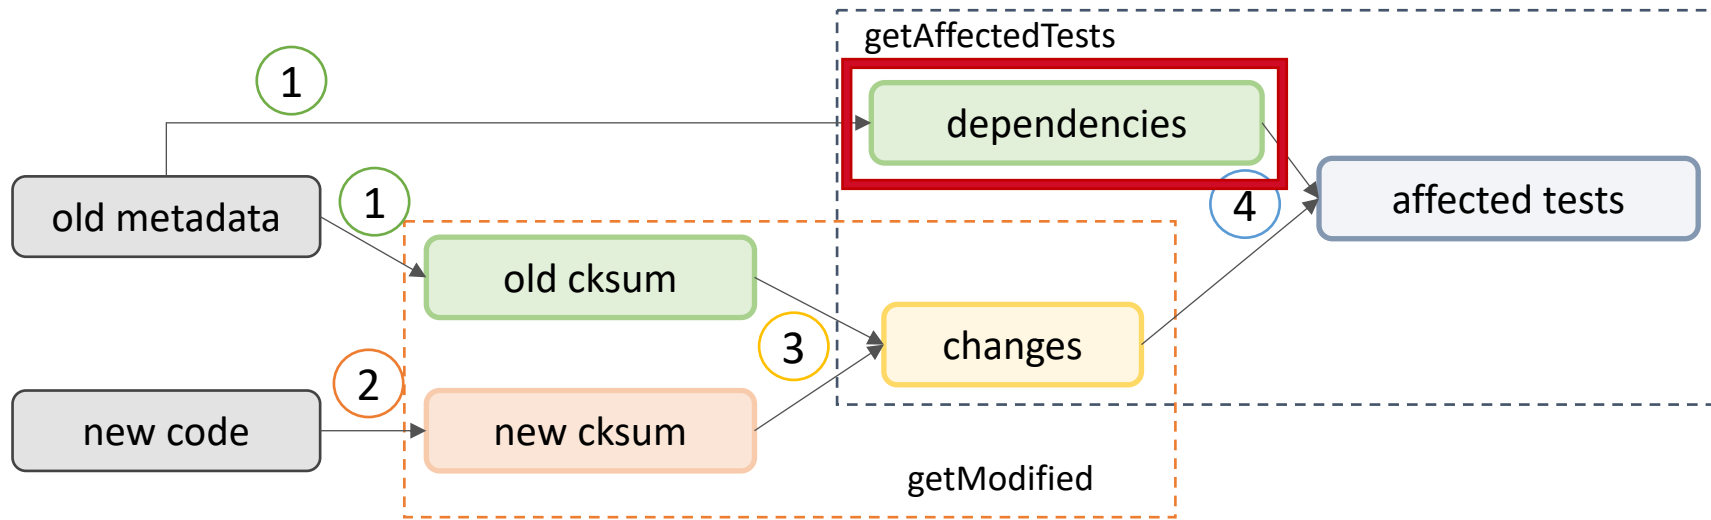 getAffectedTests
1
dependencies
old metadata
1
4
affected tests
old cksum
3
changes
2
new code
new cksum
getModified